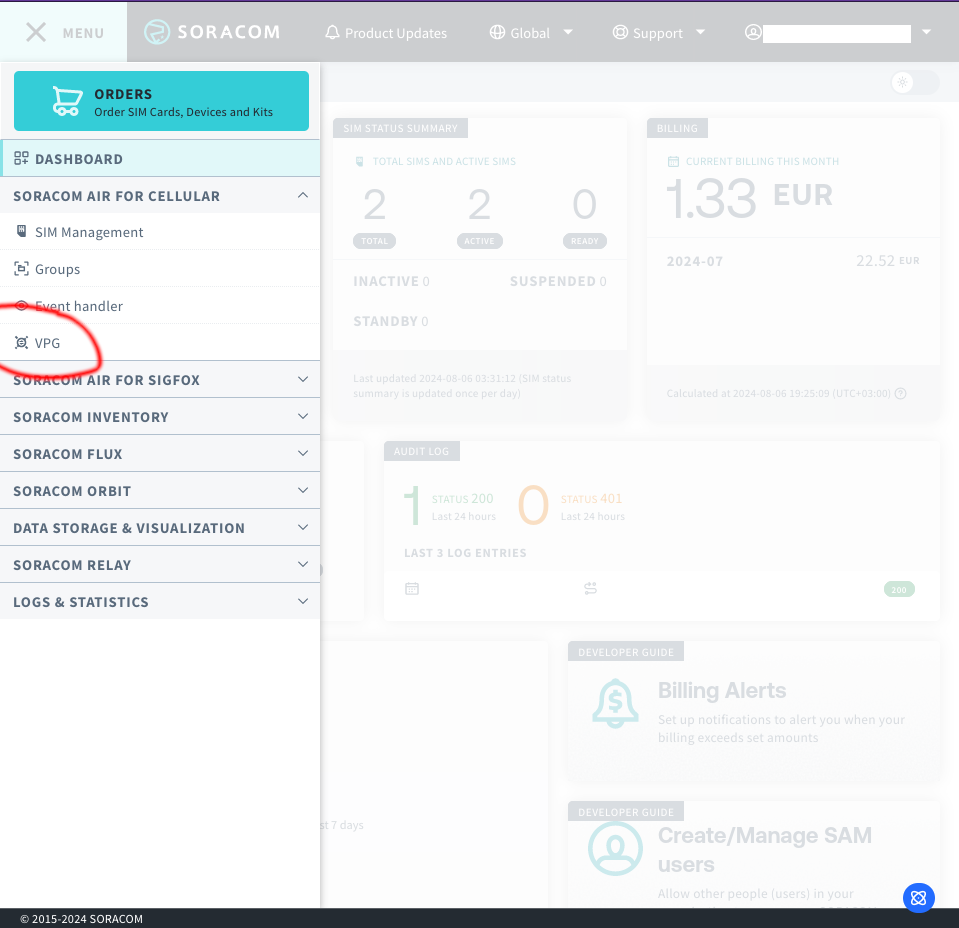 MENU
SORACOM
Product Updates
Global
Support
ORDERS
Order SIM Cards, Devices and Kits
DASHBOARD
SORACOM AIR FOR CELLULAR
SIM Management
Groups
Event handler
VPG
SORACOM AIR FOR SIGFOX
SORACOM INVENTORY
SORACOM FLUX
SORACOM ORBIT
DATA STORAGE & VISUALIZATION
SORACOM RELAY
LOGS & STATISTICS
SIM STATUS SUMMARY
TOTAL SIMS AND ACTIVE SIMS
2 2 0
TOTAL ACTIVE READY
INACTIVE 0 SUSPENDED 0
STANDBY 0
Last updated 2024-08-06 03:31:12 (SIM status
summary is updated once per day)
BILLING
CURRENT BILLING THIS MONTH
1.33 EUR
2024-07 22.52 EUR
Calculated at 2024-08-06 19:25:09 (UTC+03:00)
AUDIT LOG
1 STATUS 200
Last 24 hours
0 STATUS 401
Last 24 hours
LAST 3 LOG ENTRIES
200
st 7 days
DEVELOPER GUIDE
Billing Alerts
Set up notifications to alert you when your
billing exceeds set amounts
DEVELOPER GUIDE
Create/Manage SAM
users
Allow other people (users) in your
© 2015-2024 SORACOM